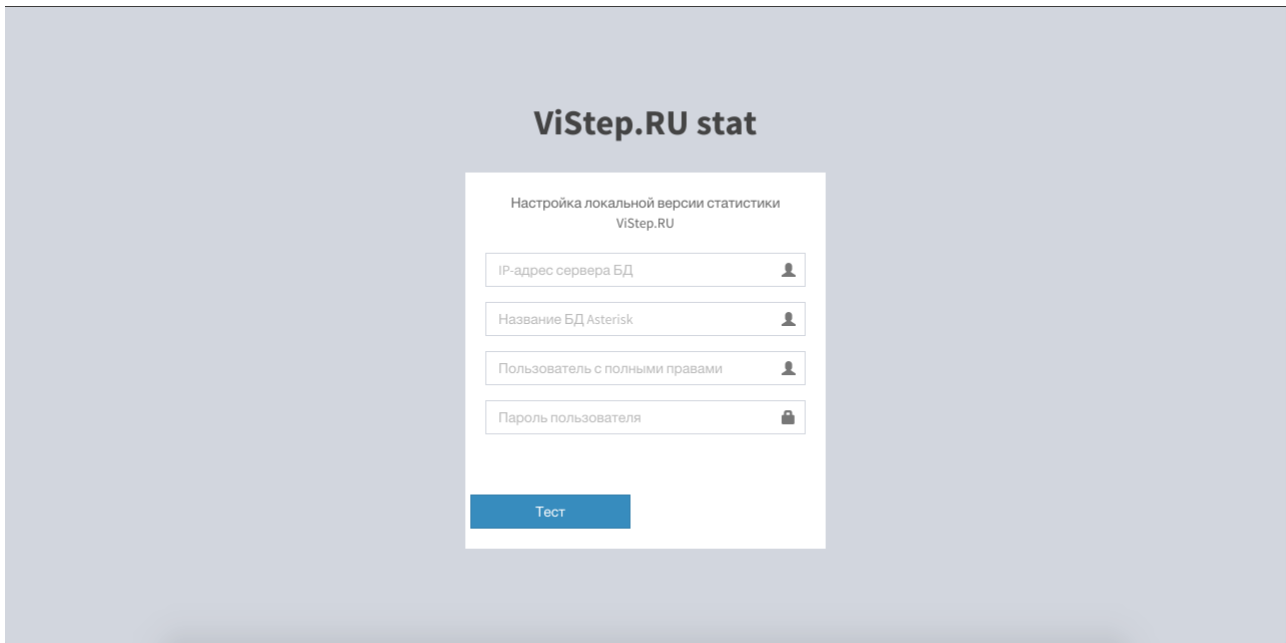 ViStep.RU stat
Настройка локальной версии статистики
ViStep.RU
IP-адрес сервера БД
Название БД Asterisk
Пользователь с полными правами
Пароль пользователя
Тест